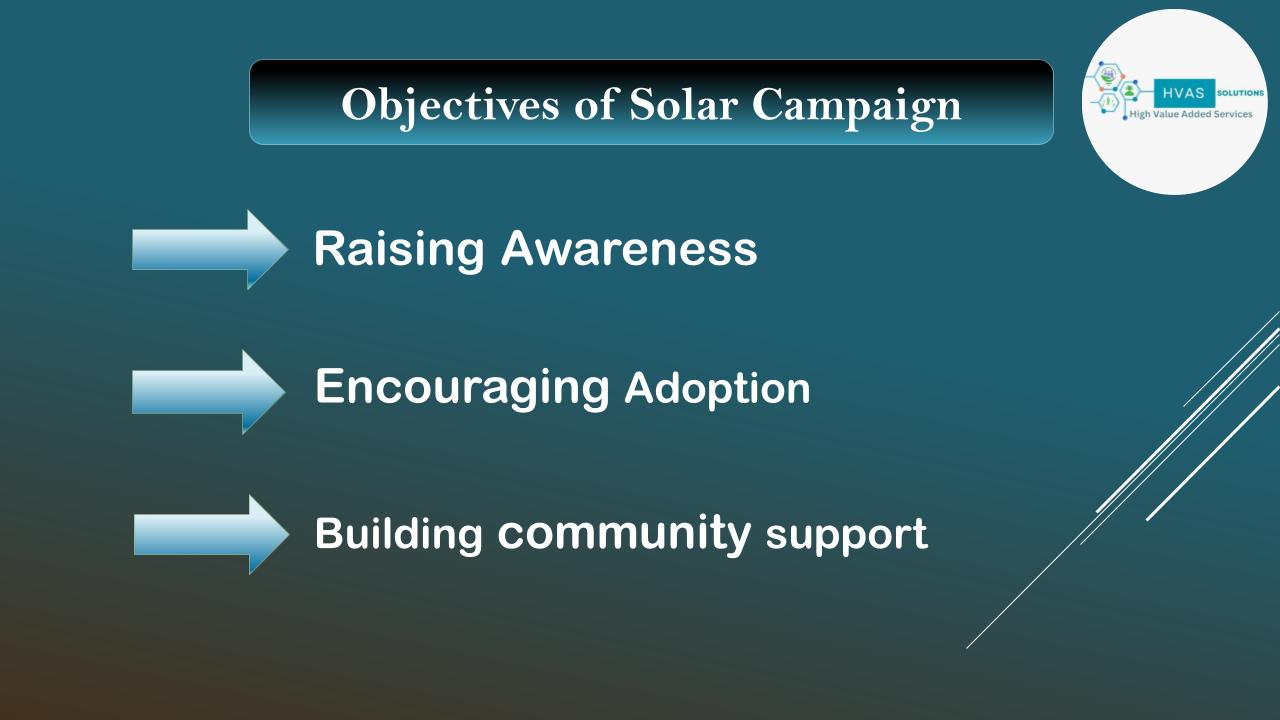 Objectives of Solar Campaign
HVAS SOLUTIONS
High Value Added Services
Raising Awareness
Encouraging Adoption
Building community support